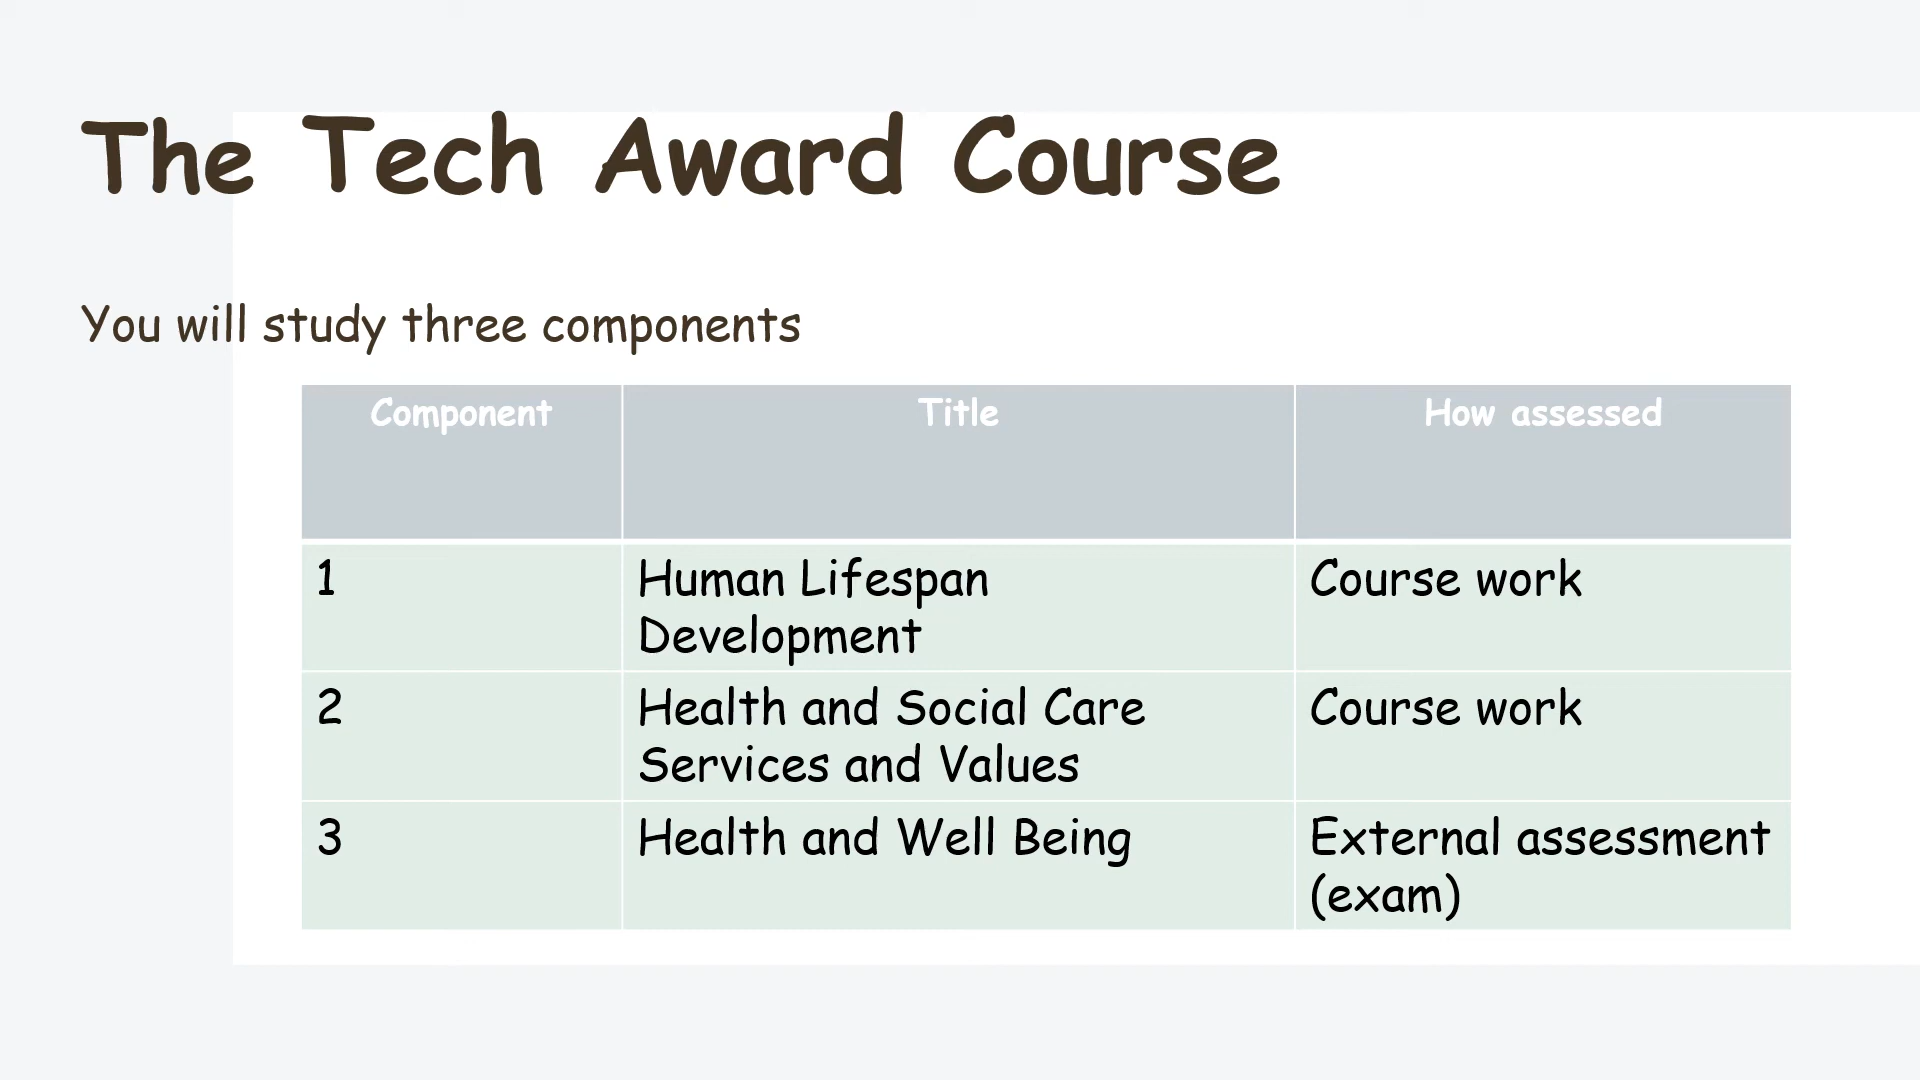 The Tech Award Course
You will study three components
Component Title How assessed
1 Human Lifespan Course work
Development
2 Health and Social Care Course work
Services and Values
3 Health and Well Being External assessment
(exam)